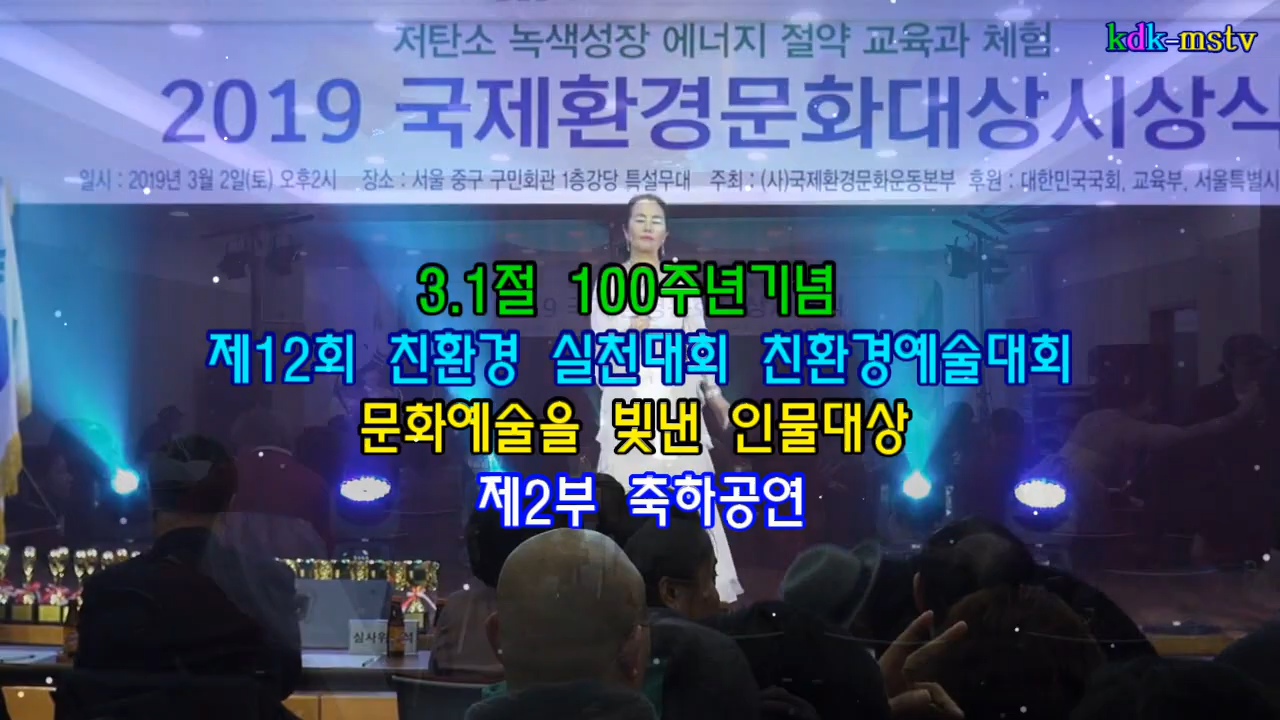 kdk-mstv
저탄소 녹색성장 에너지 절약 교육과 체험
2019 국제환경문화대상시상식
일시 : 2019년 3월 2일(토) 오후2시 장소 : 서울 중구 구민회관 1층강당 특설무대 주최 : (사)국제환경문화운동본부 후원 : 대한민국국회, 교육부, 서울특별시
3.1절 100주년기념
제12회 친환경 실천대회 친환경예술대회
문화예술을 빛낸 인물대상
제2부 축하공연
심사위 석